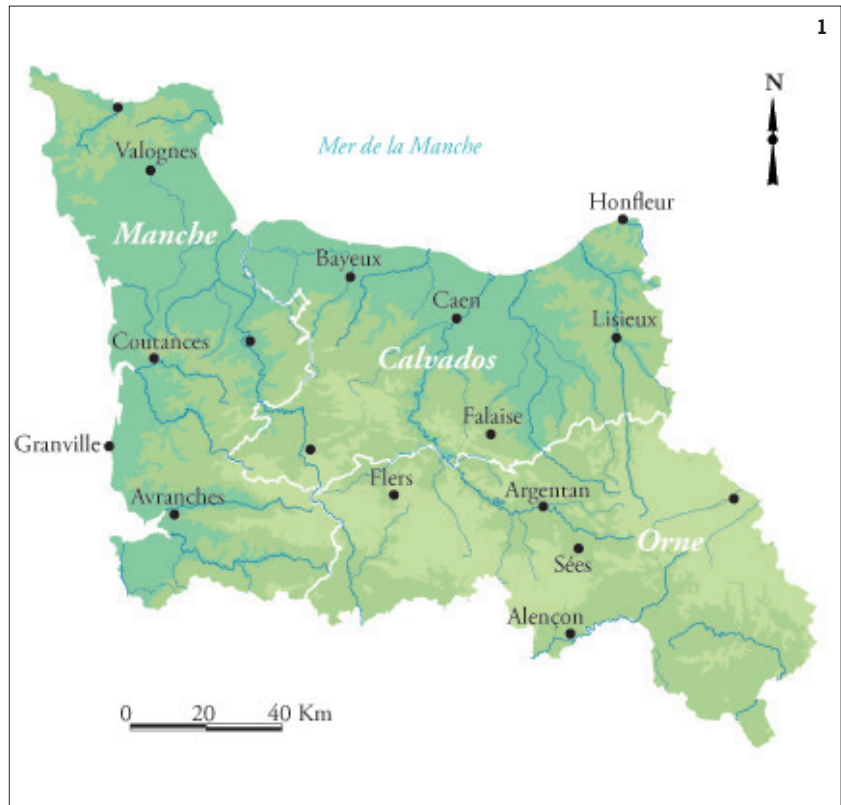 1
N
Valognes
Mer de la Manche
Honfleur
Manche
Bayeux
Caen
Lisieux
Coutances
Calvados
Falaise
Granville
Flers
Avranches
Argentan
Orne
Sées
Alençon
0 20 40 Km